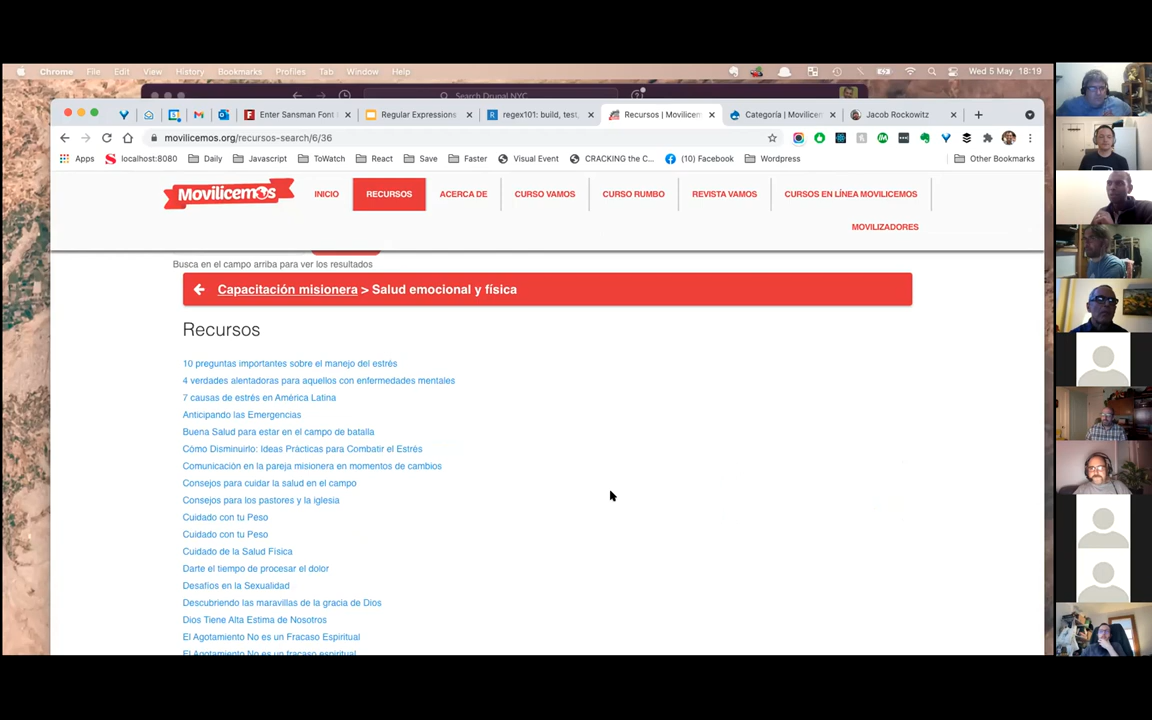 Chrome File Edit View History Bookmarks Profiles Tab Window Help Wed 5 May 18:19
Search Drupal NYC
Enter Sansman Font
Regular Expressions
regex101: build, test,
Recursos | Movilicem
Categoría | Movilicem
Jacob Rockowitz
movilicemos.org/recursos-search/6/36
Apps localhost:8080 Daily Javascript ToWatch React Save Faster Visual Event CRACKING the C... (10) Facebook Wordpress Other Bookmarks
Movilicemos INICIO RECURSOS ACERCA DE CURSO VAMOS CURSO RUMBO REVISTA VAMOS CURSOS EN LÍNEA MOVILICEMOS
MOVILIZADORES
Busca en el campo arriba para ver los resultados
Capacitación misionera > Salud emocional y física
Recursos
10 preguntas importantes sobre el manejo del estrés
4 verdades alentadoras para aquellos con enfermedades mentales
7 causas de estrés en América Latina
Anticipando las Emergencias
Buena Salud para estar en el campo de batalla
Cómo Disminuirlo: Ideas Prácticas para Combatir el Estrés
Comunicación en la pareja misionera en momentos de cambios
Consejos para cuidar la salud en el campo
Consejos para los pastores y la iglesia
Cuidado con tu Peso
Cuidado con tu Peso
Cuidado de la Salud Física
Darte el tiempo de procesar el dolor
Desafíos en la Sexualidad
Descubriendo las maravillas de la gracia de Dios
Dios Tiene Alta Estima de Nosotros
El Agotamiento No es un Fracaso Espiritual
El Agotamiento No es un fracaso espiritual